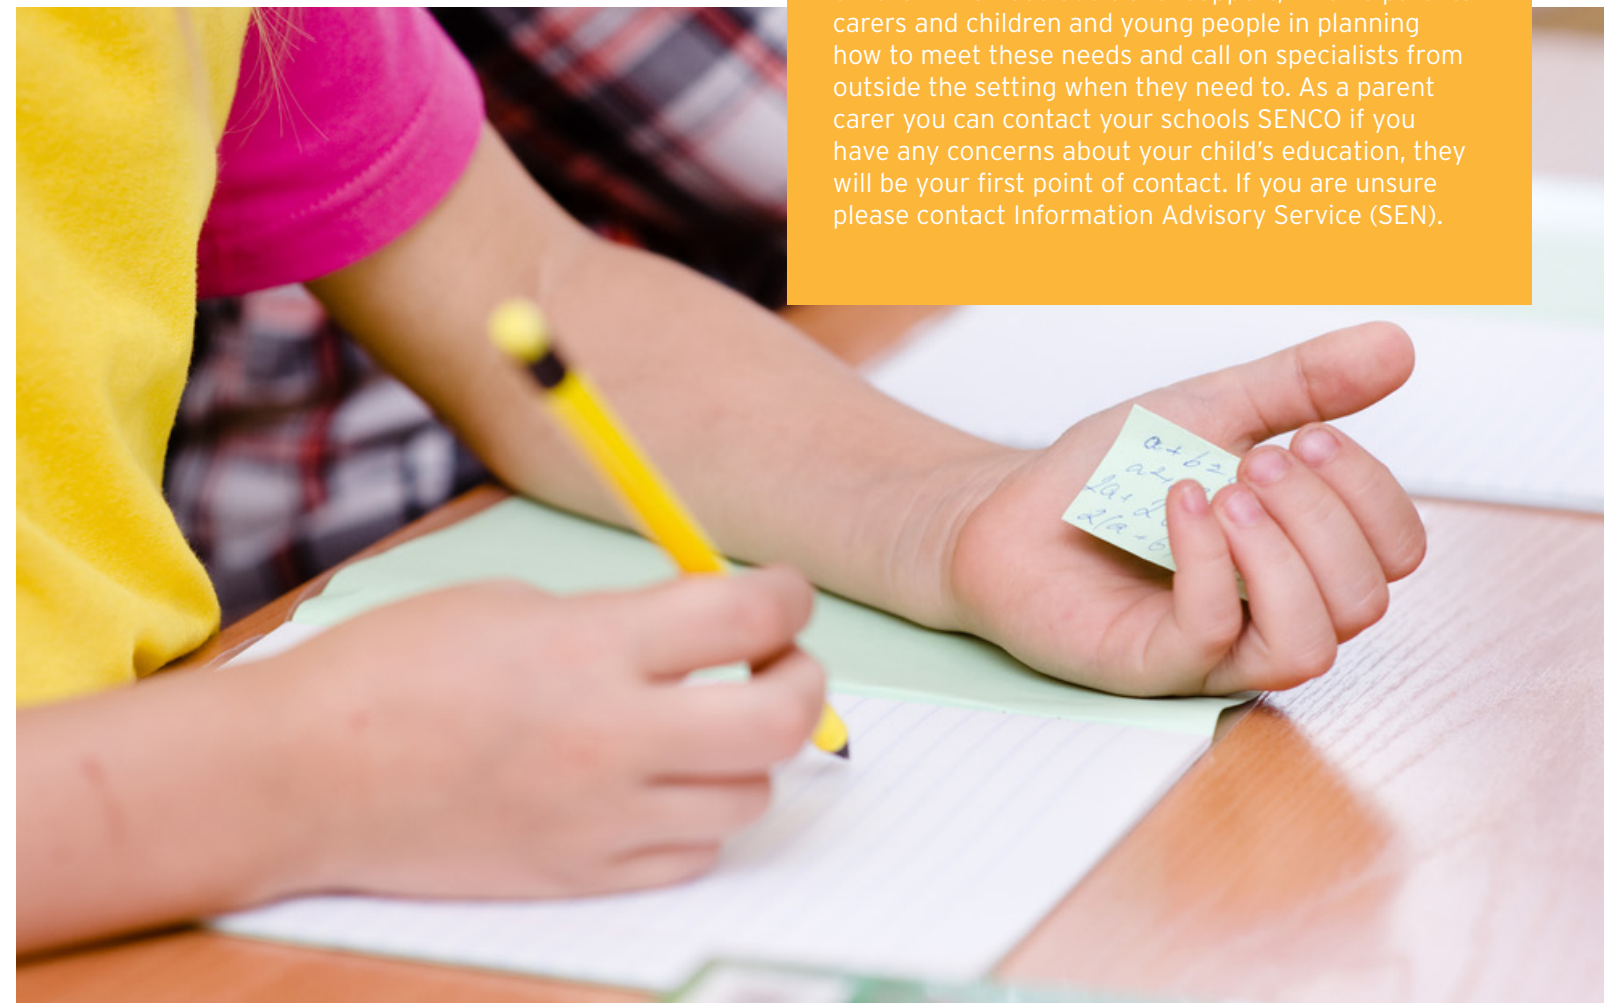 carers and children and young people in planning
how to meet these needs and call on specialists from
outside the setting when they need to. As a parent
carer you can contact your schools SENCO if you
have any concerns about your child’s education, they
will be your first point of contact. If you are unsure
please contact Information Advisory Service (SEN).
a+b=
2a+2
2(a+b